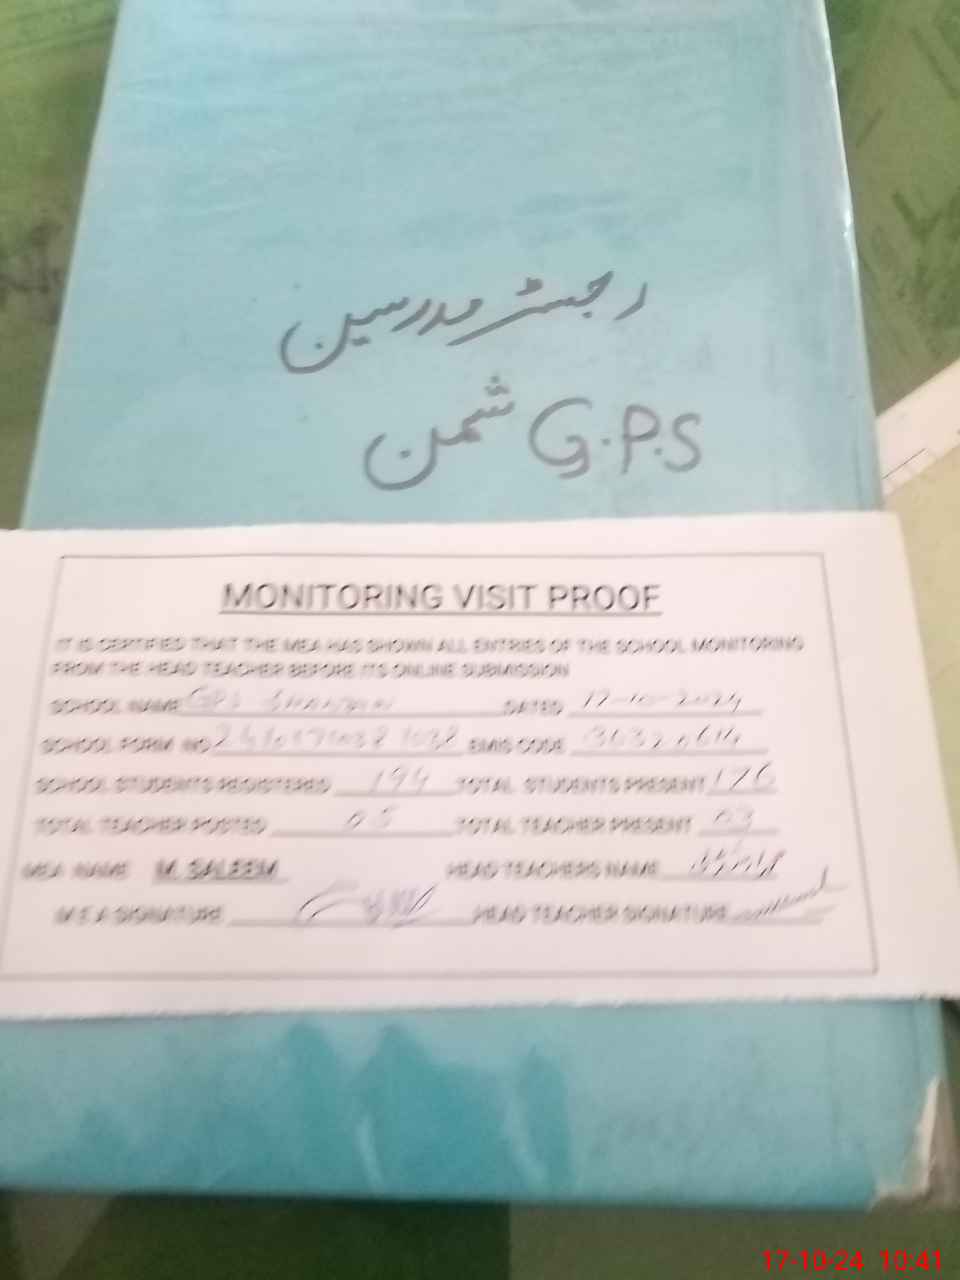 رجسٹر مدرسین
G.P.S شمن
MONITORING VISIT PROOF
IT IS CERTIFIED THAT THE MEA HAS SHOWN ALL ENTRIES OF THE SCHOOL MONITORING
FROM THE HEAD TEACHER BEFORE ITS ONLINE SUBMISSION
SCHOOL NAME GPS DATED 17-10-2024
SCHOOL FORM NO EMIS CODE
SCHOOL STUDENTS REGISTERED 194 TOTAL STUDENTS PRESENT 176
TOTAL TEACHER POSTED 05 TOTAL TEACHER PRESENT 03
MEA NAME M. SALEEM HEAD TEACHERS NAME
M E A SIGNATURE HEAD TEACHER SIGNATURE
17-10-24 10:41